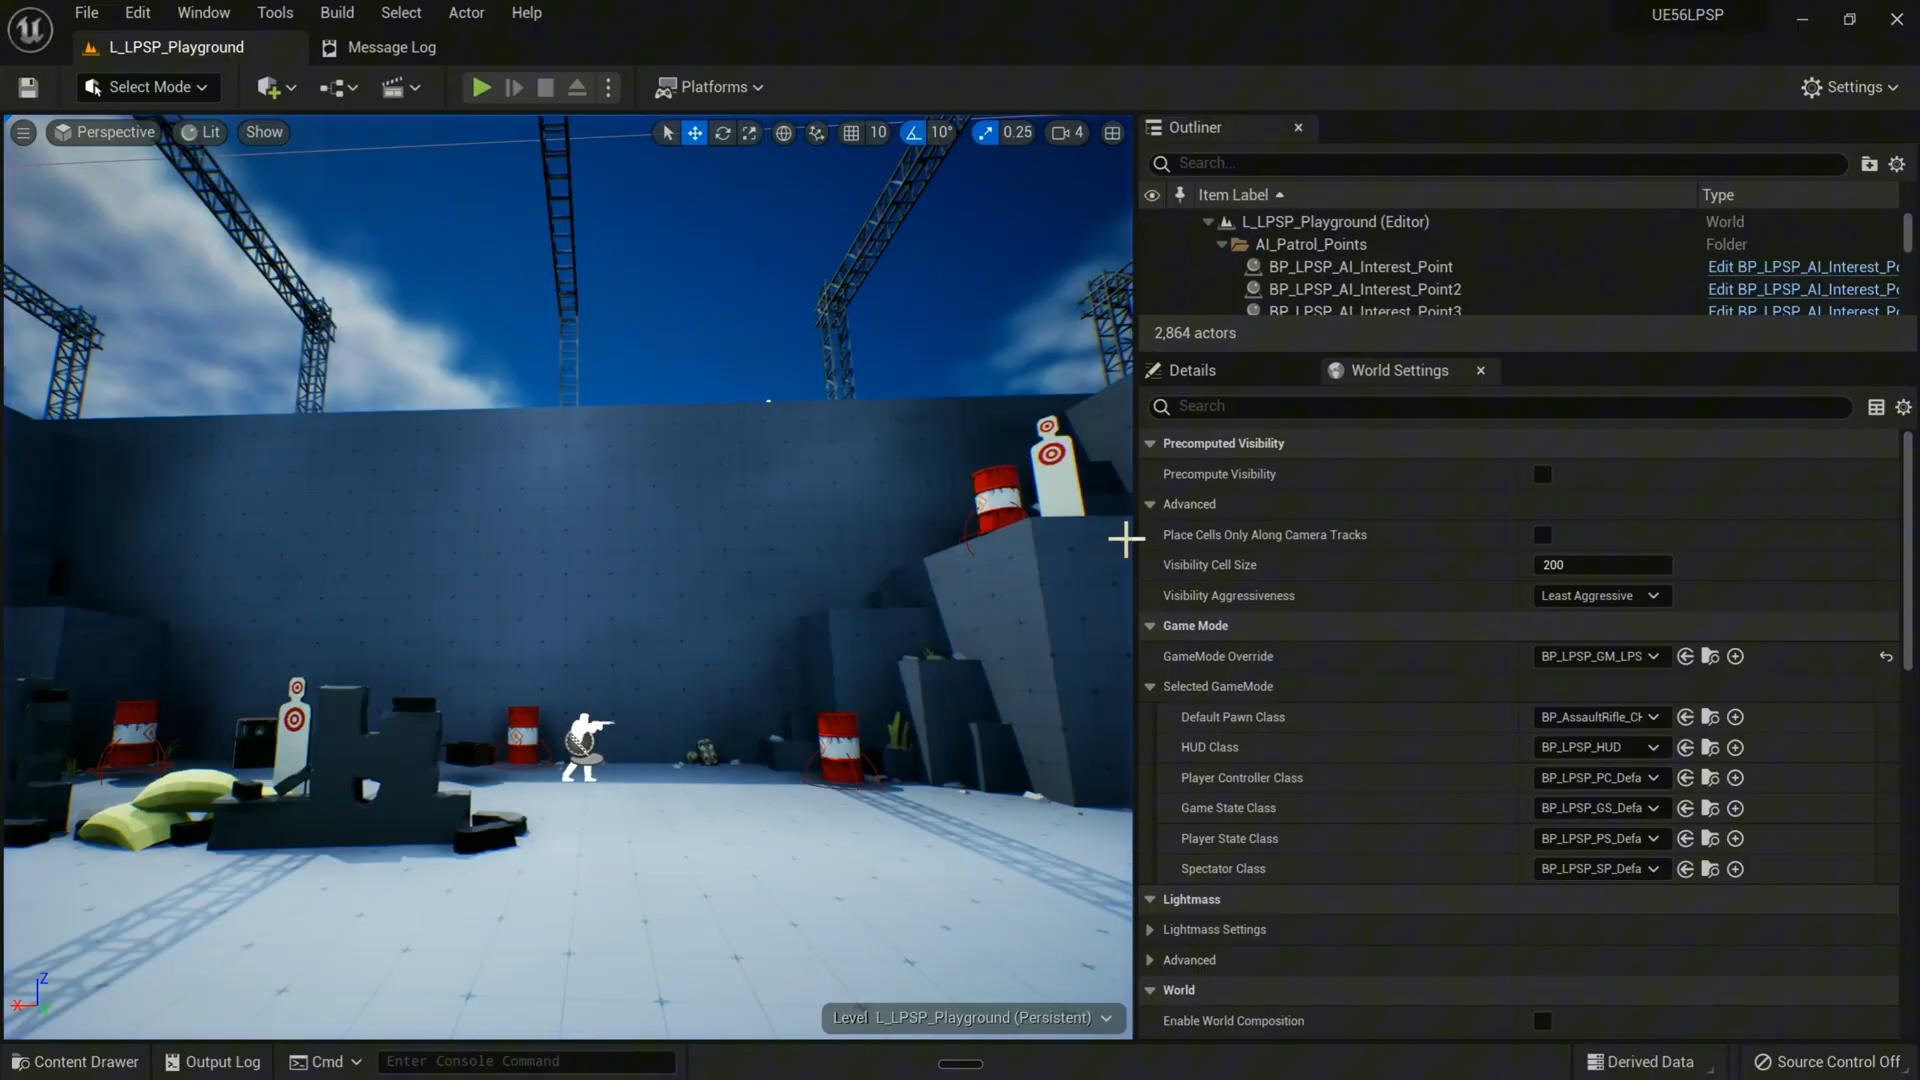 File Edit Window Tools Build Select Actor Help UE56LPSP
L_LPSP_Playground Message Log
Select Mode Platforms Settings
Perspective Lit Show 10 10° 0.25 4
Outliner
Search...
Item Label Type
L_LPSP_Playground (Editor) World
AI_Patrol_Points Folder
BP_LPSP_AI_Interest_Point Edit BP_LPSP_AI_Interest_Po
BP_LPSP_AI_Interest_Point2 Edit BP_LPSP_AI_Interest_Po
BP_LPSP_AI_Interest_Point3 Edit BP_LPSP_AI_Interest_Po
2,864 actors
Details World Settings
Search
Precomputed Visibility
Precompute Visibility
Advanced
Place Cells Only Along Camera Tracks
Visibility Cell Size 200
Visibility Aggressiveness Least Aggressive
Game Mode
GameMode Override BP_LPSP_GM_LPS
Selected GameMode
Default Pawn Class BP_AssaultRifle_Ch
HUD Class BP_LPSP_HUD
Player Controller Class BP_LPSP_PC_Defa
Game State Class BP_LPSP_GS_Defa
Player State Class BP_LPSP_PS_Defa
Spectator Class BP_LPSP_SP_Defa
Lightmass
Lightmass Settings
Advanced
World
Enable World Composition
Z
X
Y
Level L_LPSP_Playground (Persistent)
Content Drawer Output Log Cmd Enter Console Command Derived Data Source Control Off